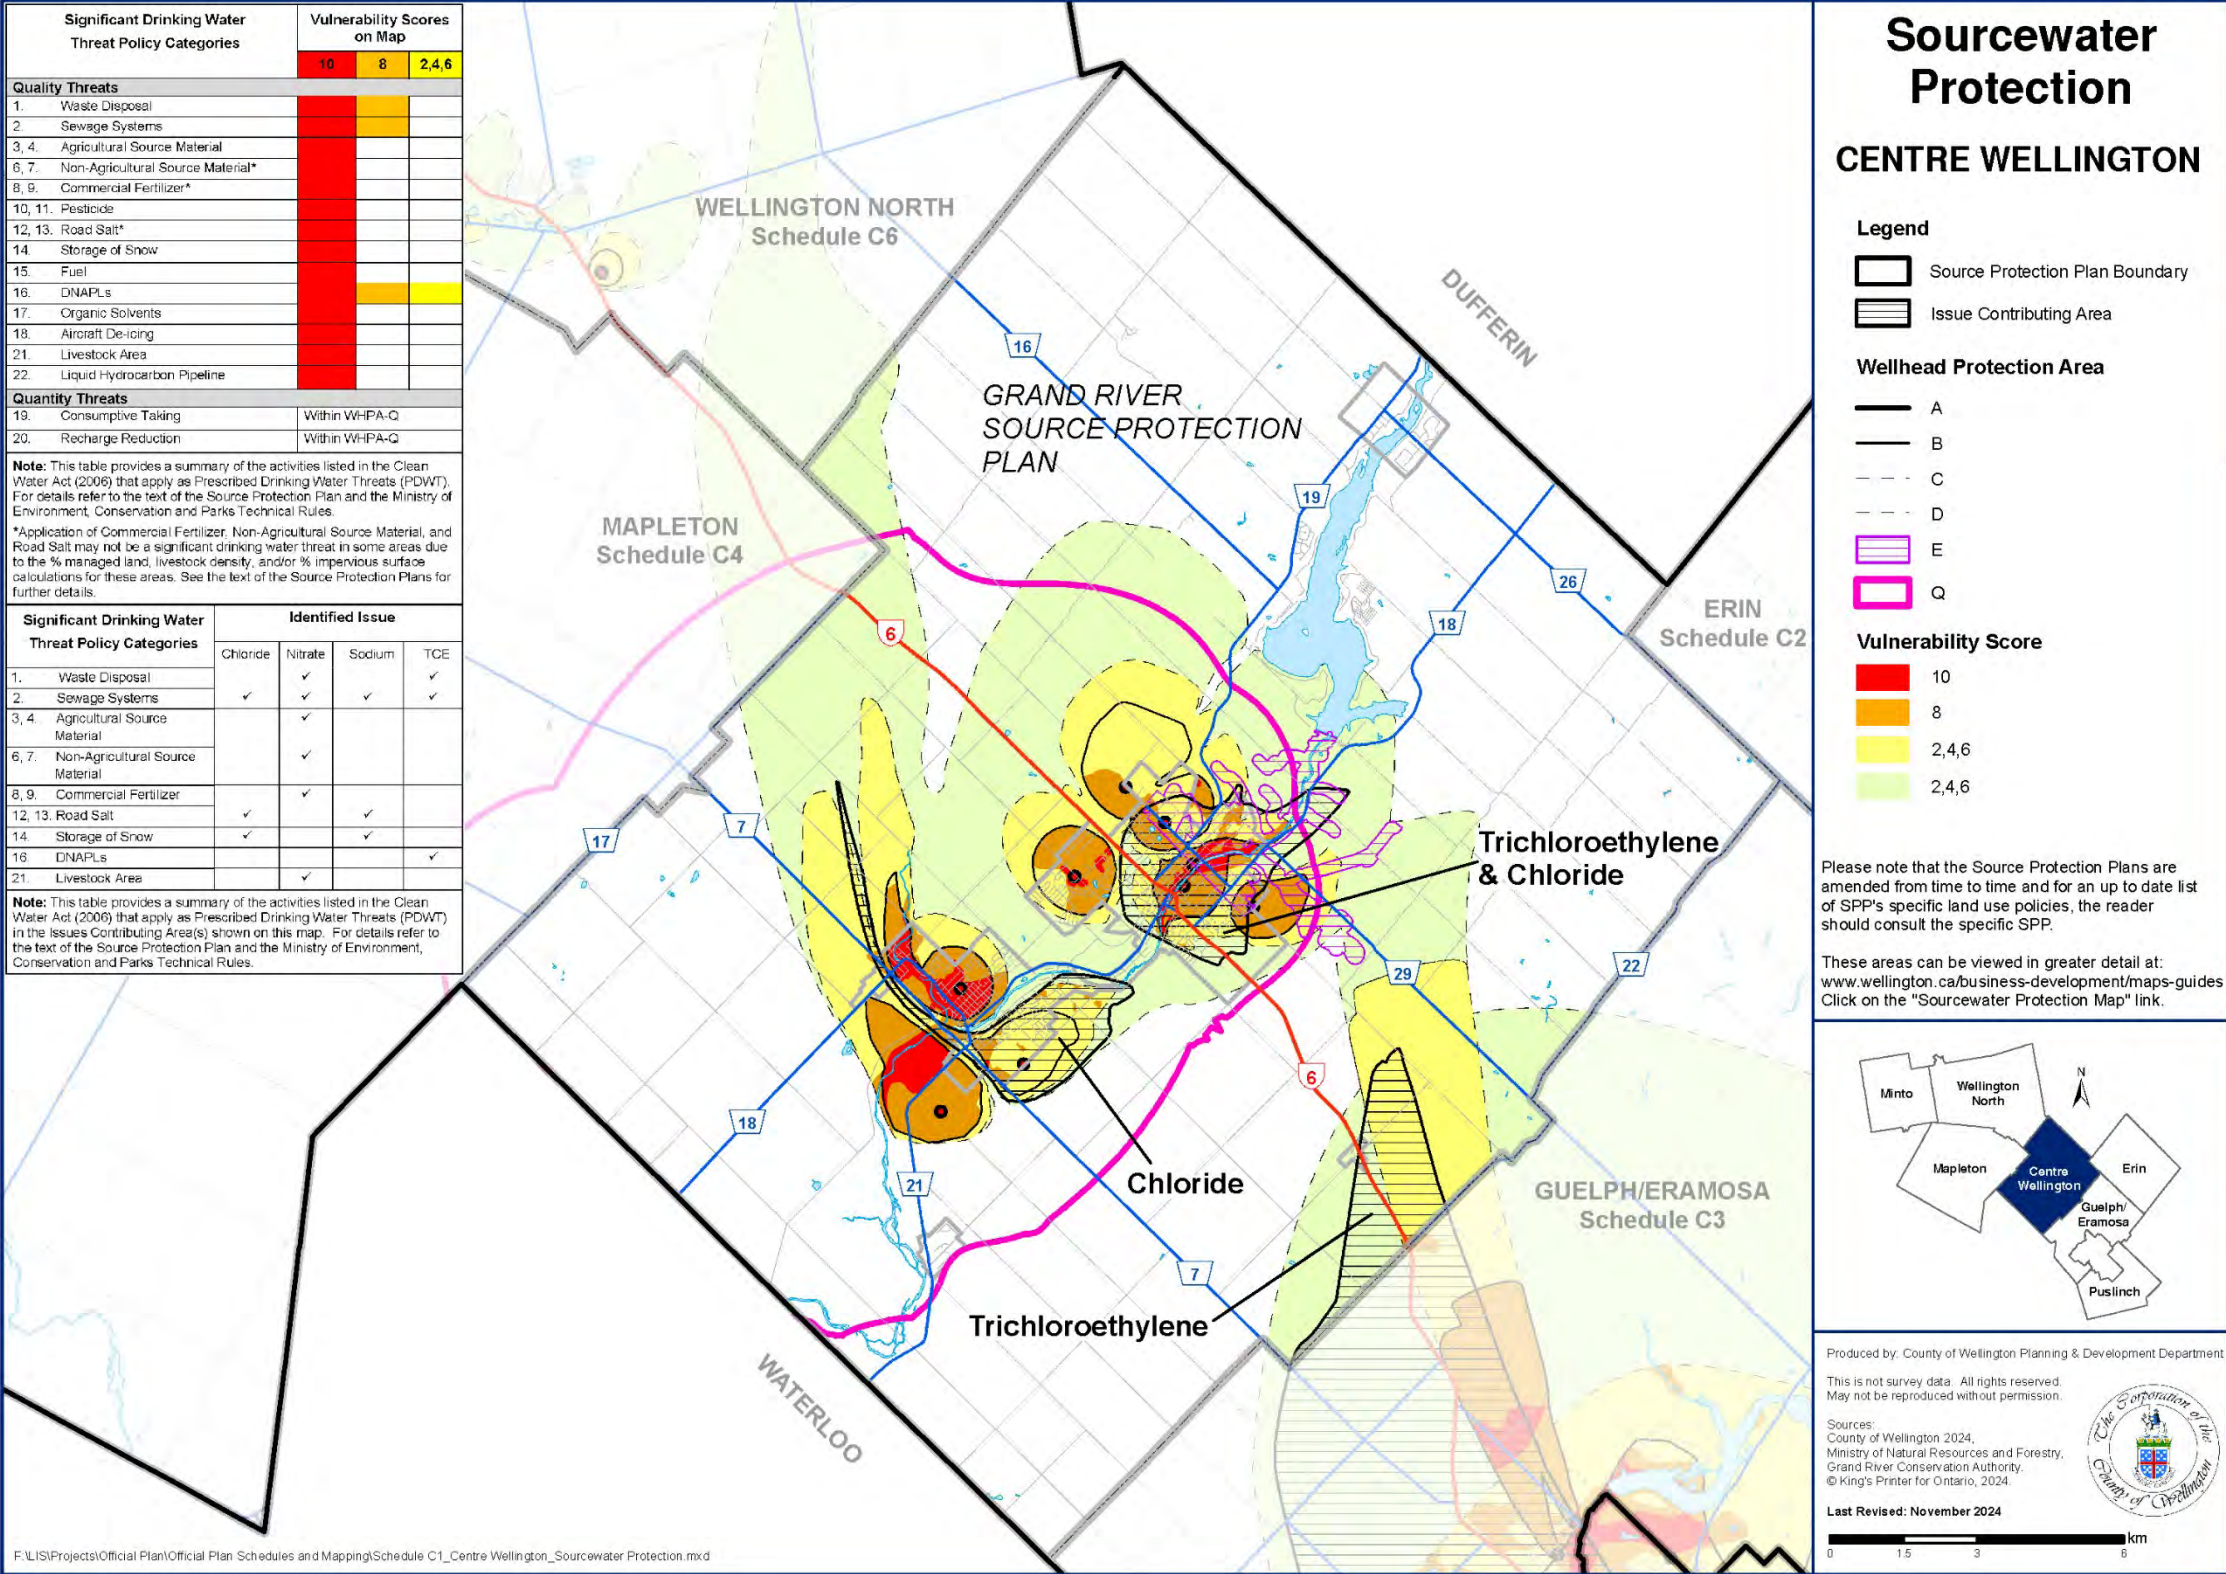 Significant Drinking Water
Threat Policy Categories
Vulnerability Scores
on Map
10 8 2,4,6
Quality Threats
1. Waste Disposal
2. Sewage Systems
3, 4. Agricultural Source Material
6, 7. Non-Agricultural Source Material*
8, 9. Commercial Fertilizer*
10, 11. Pesticide
12, 13. Road Salt*
14. Storage of Snow
15. Fuel
16. DNAPLs
17. Organic Solvents
18. Aircraft De-icing
21. Livestock Area
22. Liquid Hydrocarbon Pipeline
Quantity Threats
19. Consumptive Taking Within WHPA-Q
20. Recharge Reduction Within WHPA-Q
Note: This table provides a summary of the activities listed in the Clean
Water Act (2006) that apply as Prescribed Drinking Water Threats (PDWT).
For details refer to the text of the Source Protection Plan and the Ministry of
Environment, Conservation and Parks Technical Rules.
*Application of Commercial Fertilizer, Non-Agricultural Source Material, and
Road Salt may not be a significant drinking water threat in some areas due
to the % managed land, livestock density, and/or % impervious surface
calculations for these areas. See the text of the Source Protection Plans for
further details.
Significant Drinking Water
Threat Policy Categories
Identified Issue
Chloride Nitrate Sodium TCE
1. Waste Disposal ✓ ✓
2. Sewage Systems ✓ ✓ ✓ ✓
3, 4. Agricultural Source ✓
Material
6, 7. Non-Agricultural Source ✓
Material
8, 9. Commercial Fertilizer ✓
12, 13. Road Salt ✓ ✓
14. Storage of Snow ✓ ✓
16. DNAPLs ✓
21. Livestock Area ✓
Note: This table provides a summary of the activities listed in the Clean
Water Act (2006) that apply as Prescribed Drinking Water Threats (PDWT)
in the Issues Contributing Area(s) shown on this map. For details refer to
the text of the Source Protection Plan and the Ministry of Environment,
Conservation and Parks Technical Rules.
WELLINGTON NORTH
Schedule C6
DUFFERIN
16
GRAND RIVER
SOURCE PROTECTION
PLAN
19
MAPLETON
Schedule C4
26
ERIN
Schedule C2
6
18
17
7
Trichloroethylene
& Chloride
29
22
6
18
Chloride
21
GUELPH/ERAMOSA
Schedule C3
7
Trichloroethylene
WATERLOO
F:\LIS\Projects\Official Plan\Official Plan Schedules and Mapping\Schedule C1_Centre Wellington_Sourcewater Protection.mxd
Sourcewater
Protection
CENTRE WELLINGTON
Legend
Source Protection Plan Boundary
Issue Contributing Area
Wellhead Protection Area
A
B
C
D
E
Q
Vulnerability Score
10
8
2,4,6
2,4,6
Please note that the Source Protection Plans are
amended from time to time and for an up to date list
of SPP's specific land use policies, the reader
should consult the specific SPP.
These areas can be viewed in greater detail at:
www.wellington.ca/business-development/maps-guides
Click on the "Sourcewater Protection Map" link.
N
Minto
Wellington
North
Mapleton
Centre
Wellington
Erin
Guelph/
Eramosa
Puslinch
Produced by: County of Wellington Planning & Development Department
This is not survey data. All rights reserved.
May not be reproduced without permission.
Sources:
County of Wellington 2024,
Ministry of Natural Resources and Forestry,
Grand River Conservation Authority.
© King's Printer for Ontario, 2024.
The Corporation of the
County of Wellington
Last Revised: November 2024
km
0 1.5 3 6